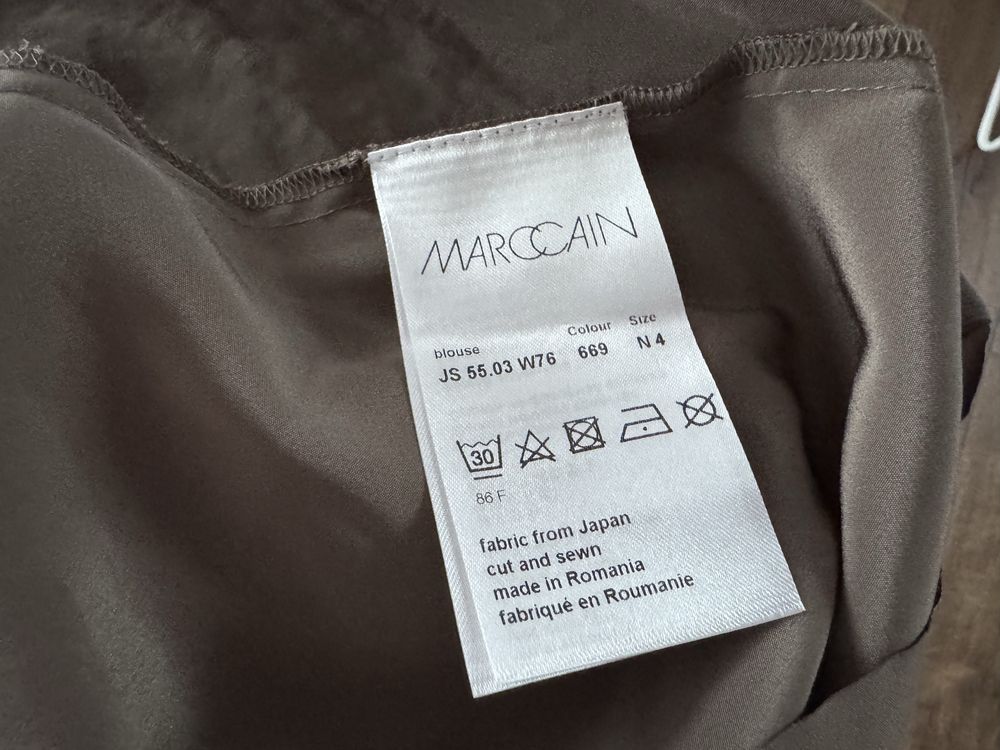 MARCCAIN
blouse Colour Size
JS 55.03 W76 669 N 4
30
86 F
fabric from Japan
cut and sewn
made in Romania
fabriqué en Roumanie